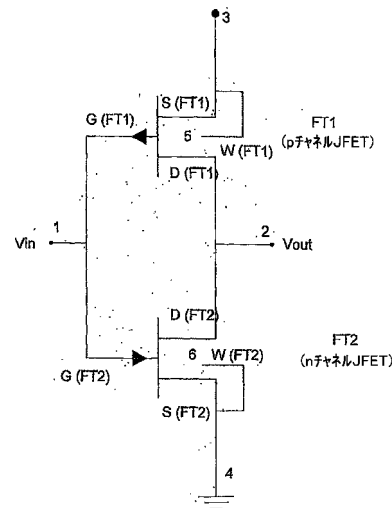 3
S (FT1)
G (FT1)
6
W (FT1)
D (FT1)
FT1
(pチャネルJFET)
1
Vin
2
Vout
D (FT2)
6
W (FT2)
G (FT2)
S (FT2)
FT2
(nチャネルJFET)
4